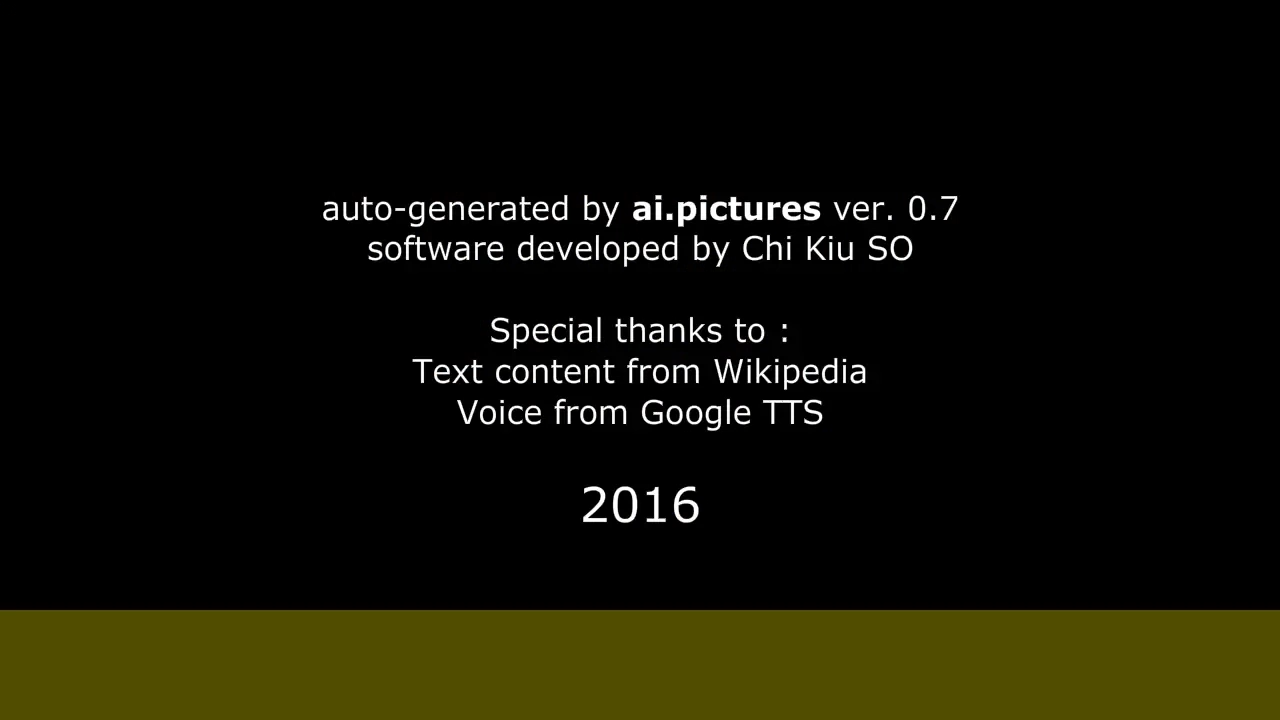 auto-generated by ai.pictures ver. 0.7
software developed by Chi Kiu SO
Special thanks to :
Text content from Wikipedia
Voice from Google TTS
2016